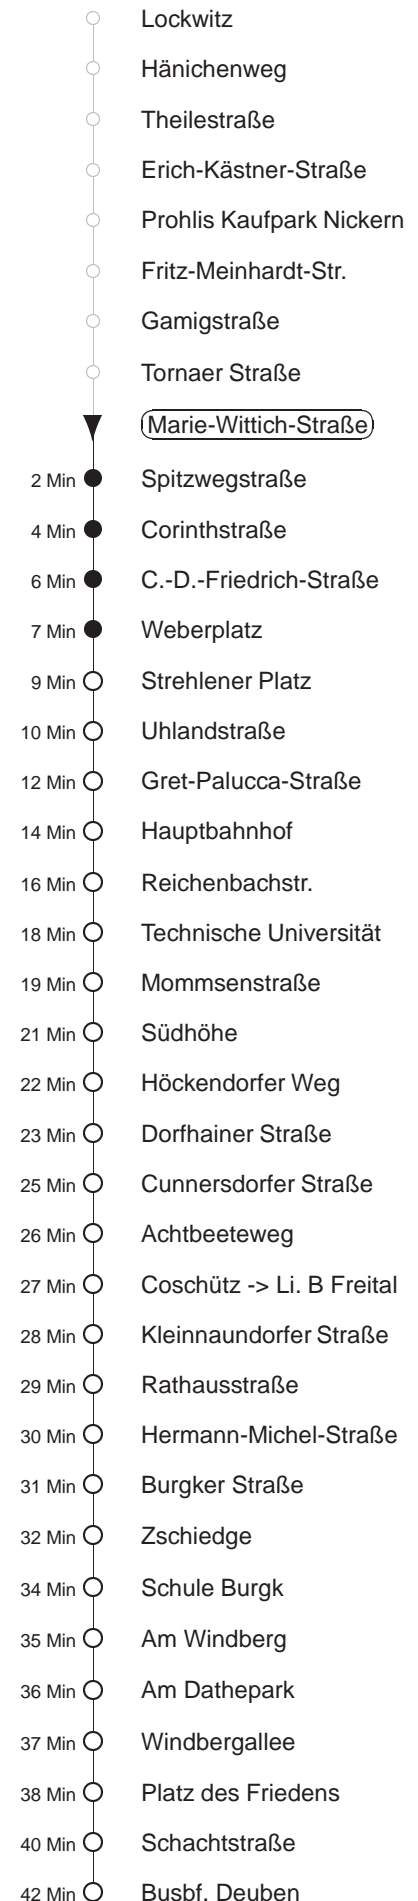 Lockwitz
Hänichenweg
Theilestraße
Erich-Kästner-Straße
Prohlis Kaufpark Nickern
Fritz-Meinhardt-Str.
Gamigstraße
Tornaer Straße
Marie-Wittich-Straße
2 Min Spitzwegstraße
4 Min Corinthstraße
6 Min C.-D.-Friedrich-Straße
7 Min Weberplatz
9 Min Strehlener Platz
10 Min Uhlandstraße
12 Min Gret-Palucca-Straße
14 Min Hauptbahnhof
16 Min Reichenbachstr.
18 Min Technische Universität
19 Min Mommsenstraße
21 Min Südhöhe
22 Min Höckendorfer Weg
23 Min Dorfhainer Straße
25 Min Cunnersdorfer Straße
26 Min Achtbeeteweg
27 Min Coschütz -> Li. B Freital
28 Min Kleinnaundorfer Straße
29 Min Rathausstraße
30 Min Hermann-Michel-Straße
31 Min Burgker Straße
32 Min Zschiedge
34 Min Schule Burgk
35 Min Am Windberg
36 Min Am Dathepark
37 Min Windbergallee
38 Min Platz des Friedens
40 Min Schachtstraße
42 Min Busbf. Deuben